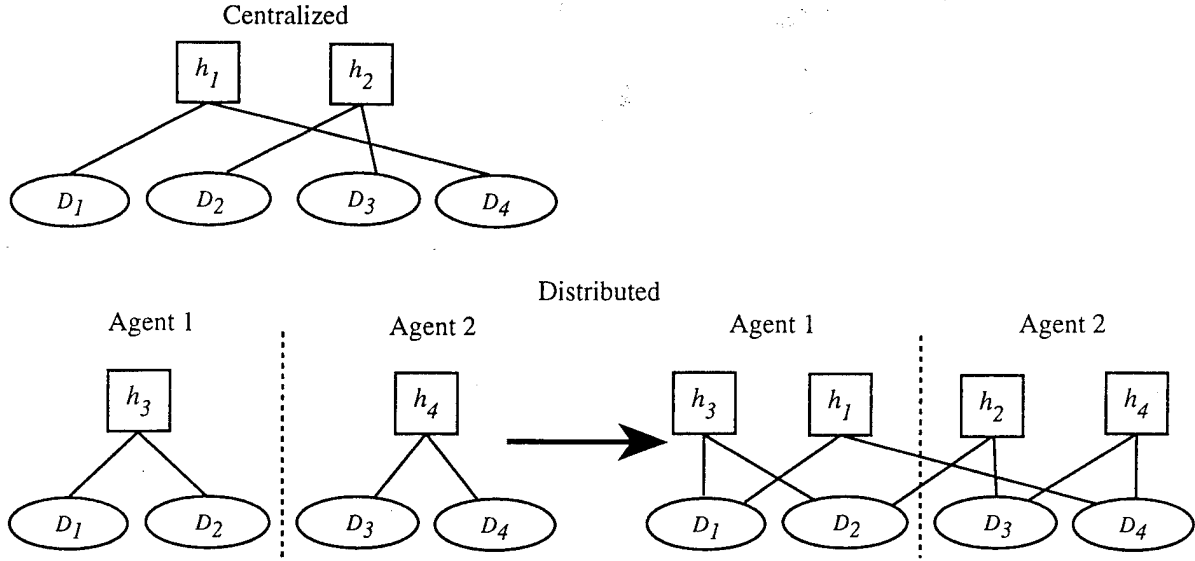 Centralized
h1 h2
D1 D2 D3 D4
Distributed
Agent 1 Agent 2 Agent 1 Agent 2
h3 h4 h3 h1 h2 h4
D1 D2 D3 D4 D1 D2 D3 D4